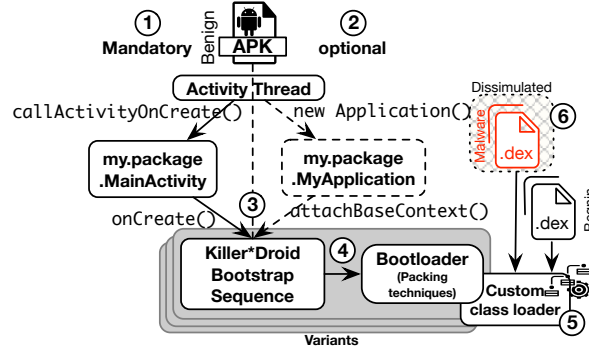 1
2
Benign
APK
Mandatory
optional
Activity Thread
callActivityOnCreate()
new Application()
Dissimulated
6
Malware
.dex
my.package
.MainActivity
my.package
.MyApplication
.dex
3
onCreate()
attachBaseContext()
Killer*Droid
Bootstrap
Sequence
4
Bootloader
(Packing
techniques)
Custom
class loader
5
Variants